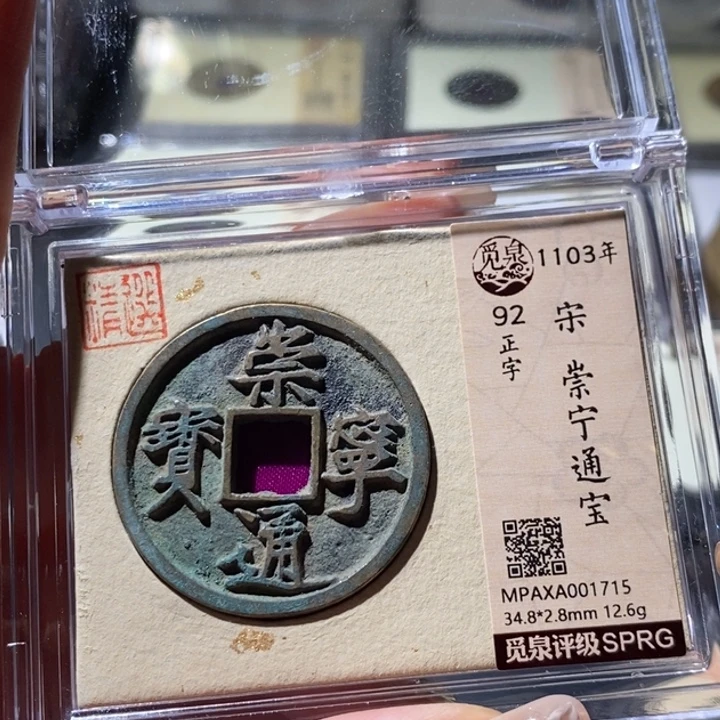 精選
崇
寧
通
寶
觅泉
1103年
92
正字
宋
崇宁通宝
MPAXA001715
34.8*2.8mm 12.6g
觅泉评级SPRG